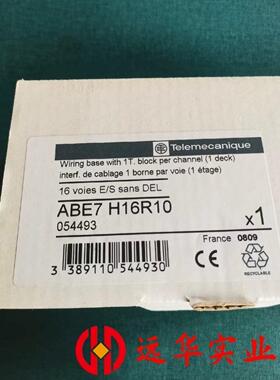 Telemecanique
Wiring base with 1T. block per channel (1 deck)
interf. de cablage 1 borne par voie (1 étage)
16 voies E/S sans DEL
ABE7 H16R10
054493
x1
France 0809
CE
RECYCLABLE
3 389110 544930
远华实业